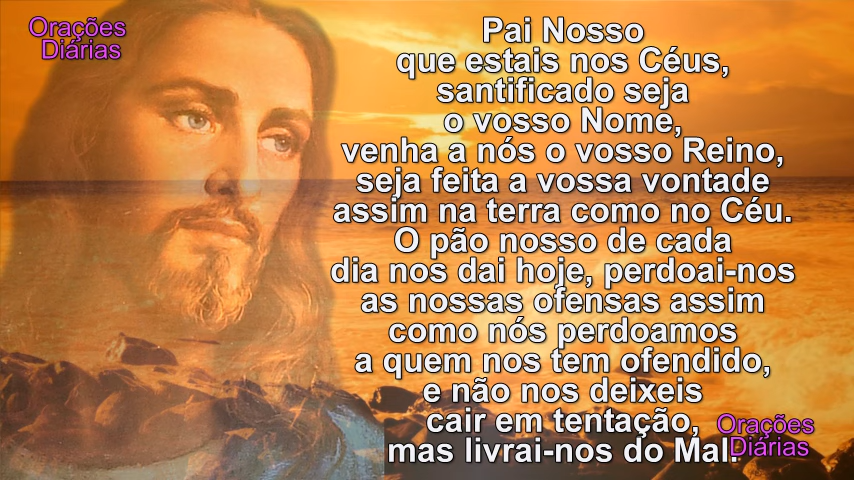 Orações
Diárias
Pai Nosso
que estais nos Céus,
santificado seja
o vosso Nome,
venha a nós o vosso Reino,
seja feita a vossa vontade
assim na terra como no Céu.
O pão nosso de cada
dia nos dai hoje, perdoai-nos
as nossas ofensas assim
como nós perdoamos
a quem nos tem ofendido,
e não nos deixeis
cair em tentação,
mas livrai-nos do Mal.
Orações
Diárias